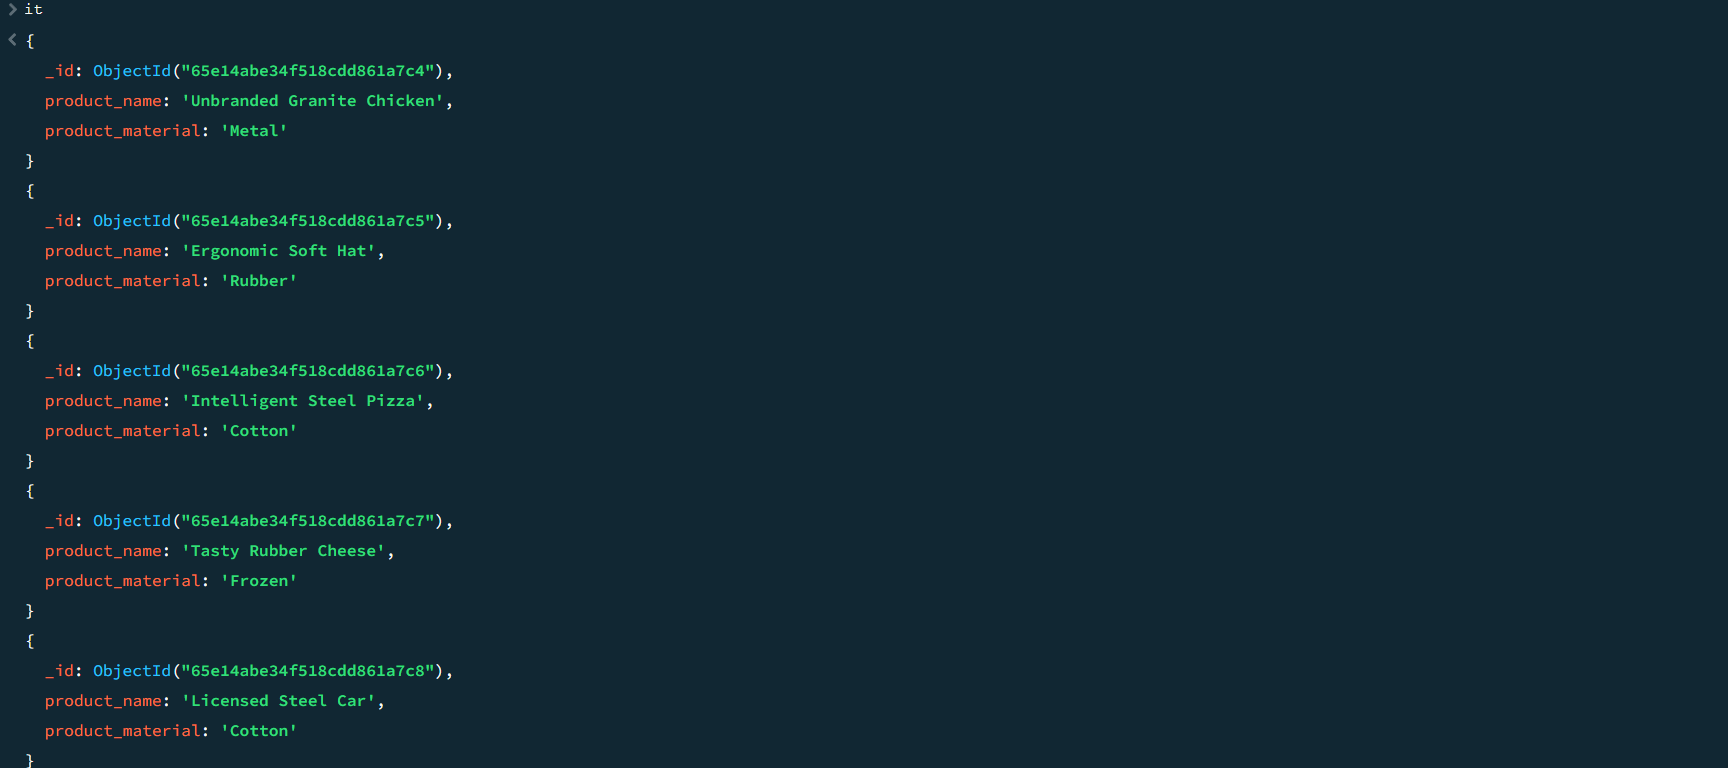 > it
< {
_id: ObjectId("65e14abe34f518cdd861a7c4"),
product_name: 'Unbranded Granite Chicken',
product_material: 'Metal'
}
{
_id: ObjectId("65e14abe34f518cdd861a7c5"),
product_name: 'Ergonomic Soft Hat',
product_material: 'Rubber'
}
{
_id: ObjectId("65e14abe34f518cdd861a7c6"),
product_name: 'Intelligent Steel Pizza',
product_material: 'Cotton'
}
{
_id: ObjectId("65e14abe34f518cdd861a7c7"),
product_name: 'Tasty Rubber Cheese',
product_material: 'Frozen'
}
{
_id: ObjectId("65e14abe34f518cdd861a7c8"),
product_name: 'Licensed Steel Car',
product_material: 'Cotton'
}